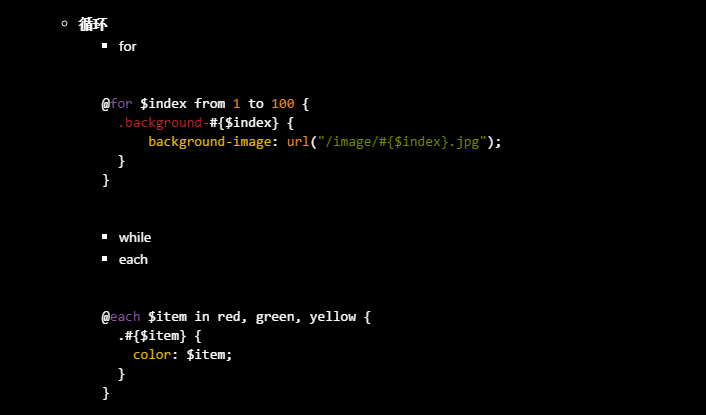 循环
for
@for $index from 1 to 100 {
.background-#{$index} {
background-image: url("/image/#{$index}.jpg");
}
}
while
each
@each $item in red, green, yellow {
.#{$item} {
color: $item;
}
}